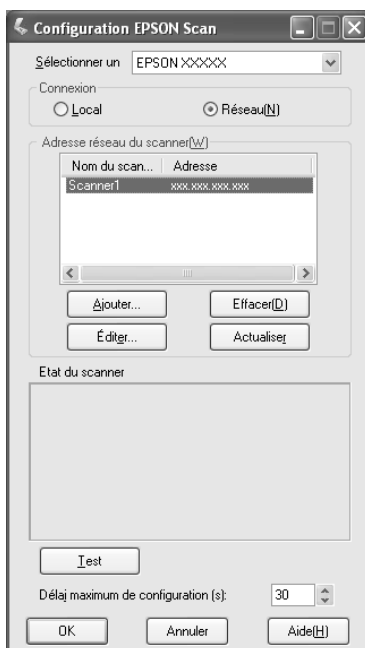 Configuration EPSON Scan
Sélectionner un EPSON XXXXX
Connexion
Local Réseau(N)
Adresse réseau du scanner(W)
Nom du scan... Adresse
Scanner1 xxx.xxx.xxx.xxx
Ajouter... Effacer(D)
Éditer... Actualiser
Etat du scanner
Test
Délai maximum de configuration (s): 30
OK Annuler Aide(H)